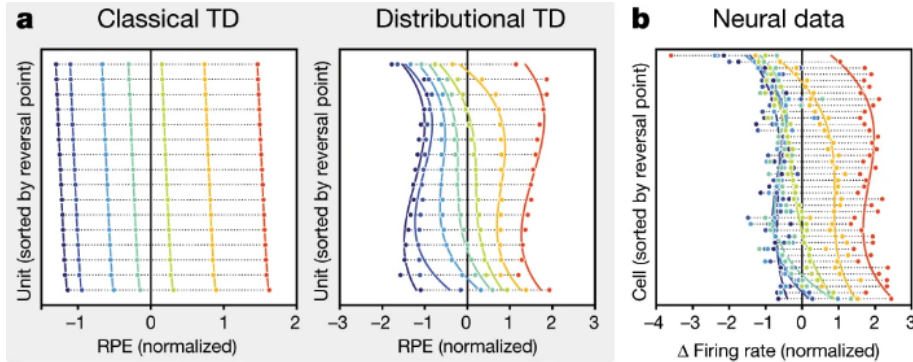 a Classical TD
Distributional TD
b Neural data
Unit (sorted by reversal point)
−1 0 1 2
RPE (normalized)
Unit (sorted by reversal point)
−3 −2 −1 0 1 2 3
RPE (normalized)
Cell (sorted by reversal point)
−4 −3 −2 −1 0 1 2 3
Δ Firing rate (normalized)